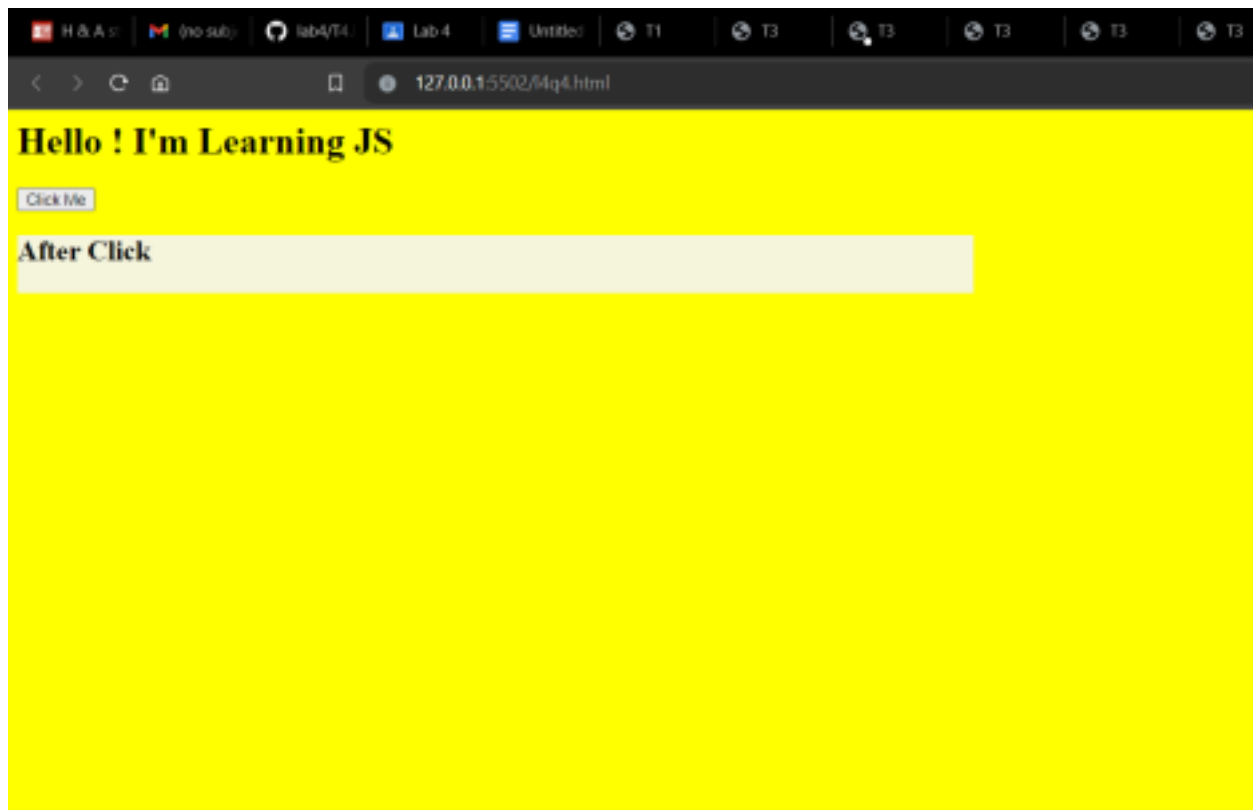 H & A s
M (no subj
lab4/T4.
Lab 4
Untitled
T1
T3
T3
T3
T3
T3
127.0.0.1:5502/l4q4.html
Hello ! I'm Learning JS
Click Me
After Click